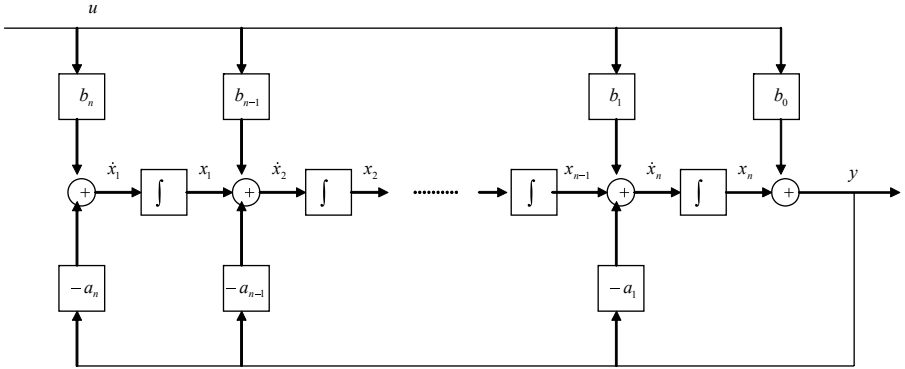 u
b_n b_{n-1} b_1 b_0
+ ẋ_1 ∫ x_1 + ẋ_2 ∫ x_2 .......... ∫ x_{n-1} + ẋ_n ∫ x_n + y
-a_n -a_{n-1} -a_1